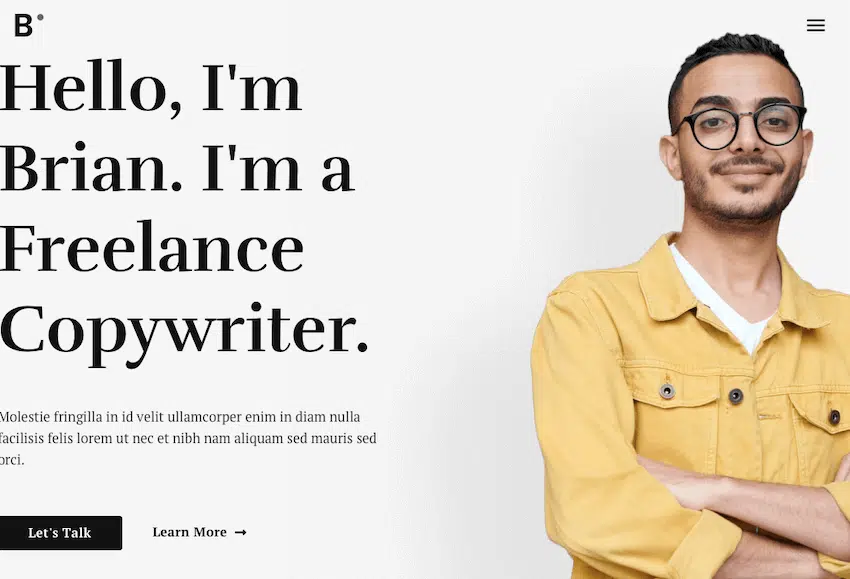 B
Hello, I'm
Brian. I'm a
Freelance
Copywriter.
Molestie fringilla in id velit ullamcorper enim in diam nulla
facilisis felis lorem ut nec et nibh nam aliquam sed mauris sed
orci.
Let's Talk
Learn More →